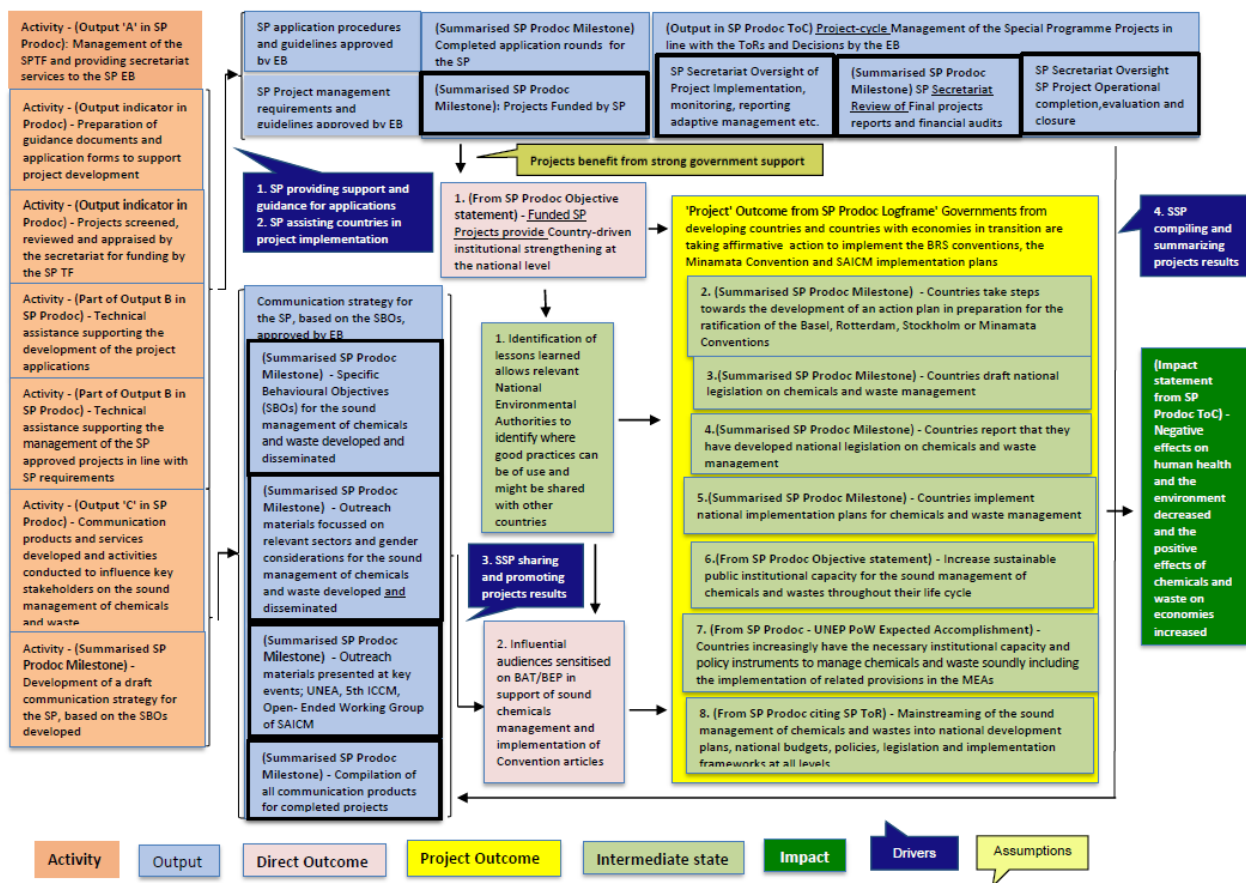 Activity - (Output 'A' in SP
Prodoc): Management of the
SPTF and providing secretariat
services to the SP EB
Activity - (Output indicator in
Prodoc) - Preparation of
guidance documents and
application forms to support
project development
Activity - (Output indicator in
Prodoc) - Projects screened,
reviewed and appraised by
the secretariat for funding by
the SP TF
Activity - (Part of Output B in
SP Prodoc) - Technical
assistance supporting the
development of the project
applications
Activity - (Part of Output B in
SP Prodoc) - Technical
assistance supporting the
management of the SP
approved projects in line with
SP requirements
Activity - (Output 'C' in SP
Prodoc) - Communication
products and services
developed and activities
conducted to influence key
stakeholders on the sound
management of chemicals
and waste
Activity - (Summarised SP
Prodoc Milestone) -
Development of a draft
communication strategy for
the SP, based on the SBOs
developed
SP application procedures
and guidelines approved
by EB
SP Project management
requirements and
guidelines approved by EB
(Summarised SP Prodoc Milestone)
Completed application rounds for
the SP
(Summarised SP Prodoc
Milestone): Projects Funded by SP
(Output in SP Prodoc ToC) Project-cycle Management of the Special Programme Projects in
line with the ToRs and Decisions by the EB
SP Secretariat Oversight of
Project Implementation,
monitoring, reporting
adaptive management etc.
(Summarised SP Prodoc
Milestone) SP Secretariat
Review of Final projects
reports and financial audits
SP Secretariat Oversight
SP Project Operational
completion,evaluation and
closure
Projects benefit from strong government support
1. SP providing support and
guidance for applications
2. SP assisting countries in
project implementation
1. (From SP Prodoc Objective
statement) - Funded SP
Projects provide Country-driven
institutional strengthening at
the national level
'Project' Outcome from SP Prodoc Logframe' Governments from
developing countries and countries with economies in transition are
taking affirmative action to implement the BRS conventions, the
Minamata Convention and SAICM implementation plans
4. SSP
compiling and
summarizing
projects results
Communication strategy for
the SP, based on the SBOs,
approved by EB
(Summarised SP Prodoc
Milestone) - Specific
Behavioural Objectives
(SBOs) for the sound
management of chemicals
and waste developed and
disseminated
(Summarised SP Prodoc
Milestone) - Outreach
materials focussed on
relevant sectors and gender
considerations for the sound
management of chemicals
and waste developed and
disseminated
(Summarised SP Prodoc
Milestone) - Outreach
materials presented at key
events; UNEA, 5th ICCM,
Open- Ended Working Group
of SAICM
(Summarised SP Prodoc
Milestone) - Compilation of
all communication products
for completed projects
1. Identification of
lessons learned
allows relevant
National
Environmental
Authorities to
identify where
good practices can
be of use and
might be shared
with other
countries
3. SSP sharing
and promoting
projects results
2. Influential
audiences sensitised
on BAT/BEP in
support of sound
chemicals
management and
implementation of
Convention articles
2. (Summarised SP Prodoc Milestone) - Countries take steps
towards the development of an action plan in preparation for the
ratification of the Basel, Rotterdam, Stockholm or Minamata
Conventions
3.(Summarised SP Prodoc Milestone) - Countries draft national
legislation on chemicals and waste management
4.(Summarised SP Prodoc Milestone) - Countries report that they
have developed national legislation on chemicals and waste
management
5.(Summarised SP Prodoc Milestone) - Countries implement
national implementation plans for chemicals and waste management
6.(From SP Prodoc Objective statement) - Increase sustainable
public institutional capacity for the sound management of
chemicals and wastes throughout their life cycle
7. (From SP Prodoc - UNEP PoW Expected Accomplishment) -
Countries increasingly have the necessary institutional capacity and
policy instruments to manage chemicals and waste soundly including
the implementation of related provisions in the MEAs
8. (From SP Prodoc citing SP ToR) - Mainstreaming of the sound
management of chemicals and wastes into national development
plans, national budgets, policies, legislation and implementation
frameworks at all levels
(Impact
statement
from SP
Prodoc ToC) -
Negative
effects on
human health
and the
environment
decreased
and the
positive
effects of
chemicals and
waste on
economies
increased
Activity
Output
Direct Outcome
Project Outcome
Intermediate state
Impact
Drivers
Assumptions